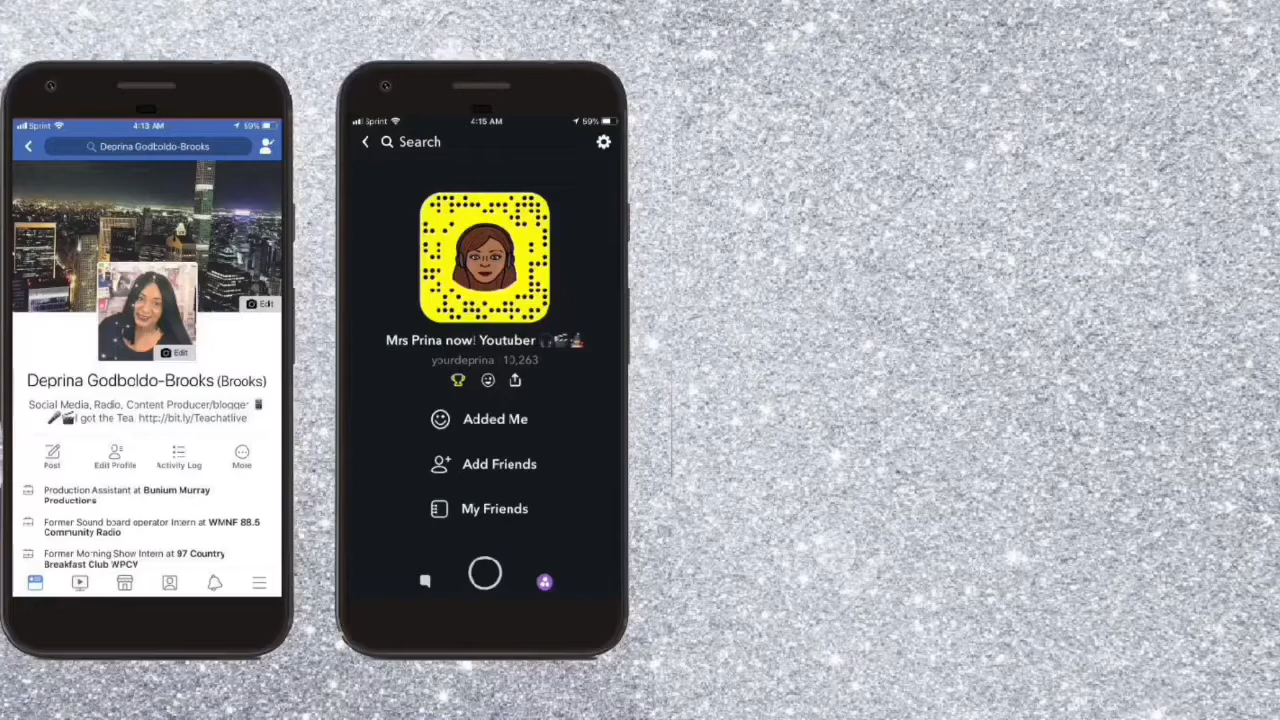 Sprint
4:13 AM
59%
Deprina Godboldo-Brooks
Edit
Edit
Deprina Godboldo-Brooks (Brooks)
Social Media, Radio, Content Producer/blogger
I got the Tea. http://bit.ly/Teachatlive
Post
Edit Profile
Activity Log
More
Production Assistant at Bunium Murray
Productions
Former Sound board operator Intern at WMNF 88.5
Community Radio
Former Morning Show Intern at 97 Country
Breakfast Club WPCV
Sprint
4:15 AM
59%
Search
Mrs Prina now! Youtuber
yourdeprina
10,263
Added Me
Add Friends
My Friends